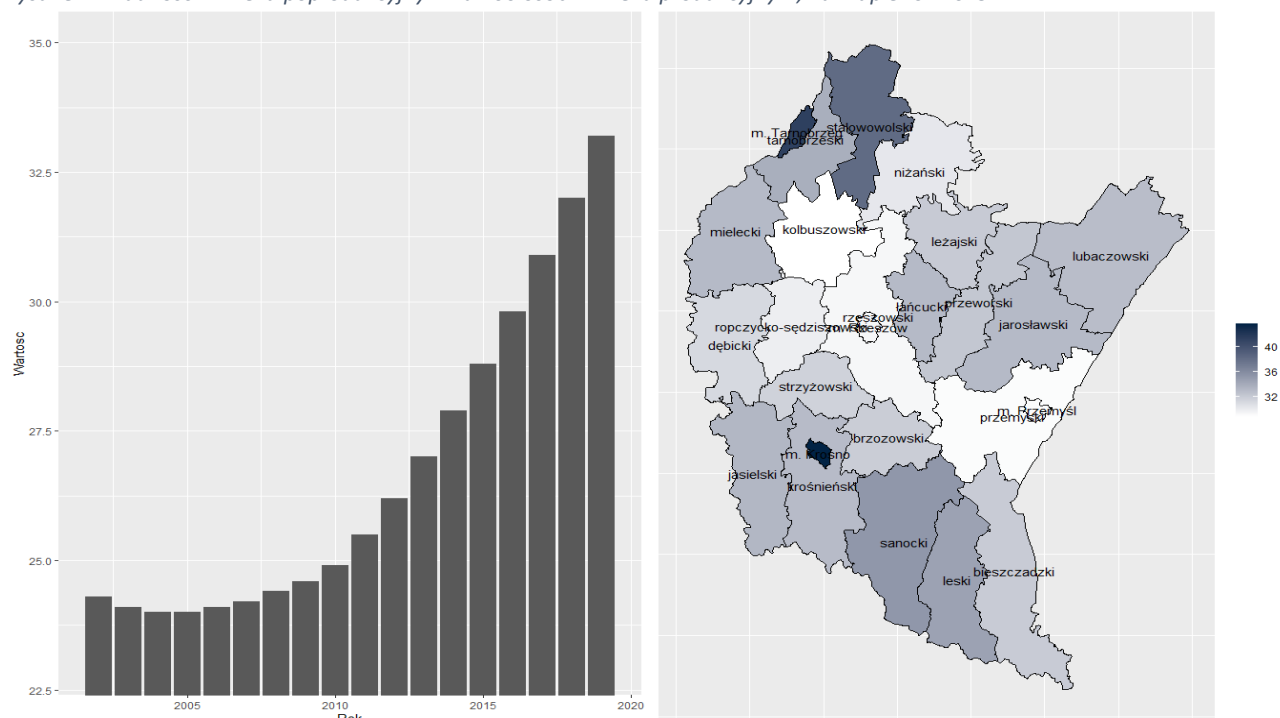 35.0
32.5
30.0
27.5
25.0
22.5
Wartosc
2005
2010
2015
2020
Rok
m. Tarnobrzeg
tarnobrzeski
stalowowolski
niżański
mielecki
kolbuszowski
leżajski
lubaczowski
łańcucki
przeworski
jarosławski
rzeszowski
m. Rzeszów
ropczycko-sędziszowski
dębicki
strzyżowski
m. Przemyśl
przemyski
brzozowski
m. Krosno
jasielski
krośnieński
sanocki
leski
bieszczadzki
40
36
32